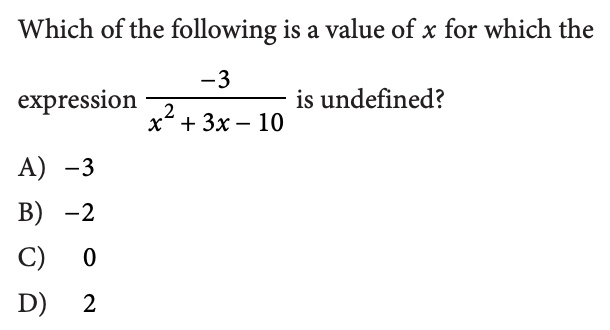 Which of the following is a value of x for which the
expression −3 / (x² + 3x − 10) is undefined?
A) −3
B) −2
C) 0
D) 2